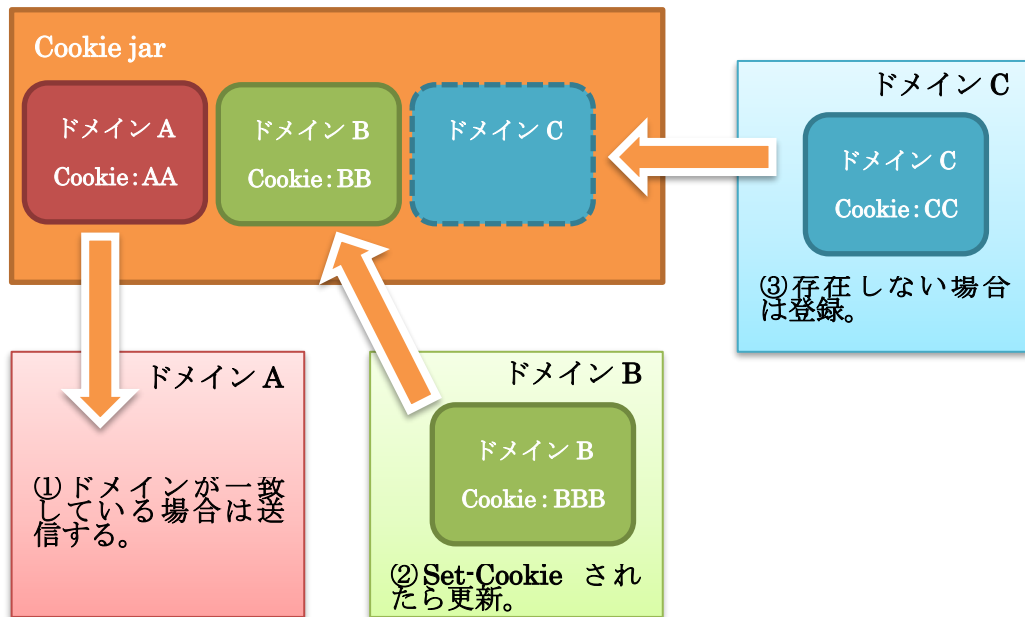 Cookie jar
ドメイン A
Cookie:AA
ドメイン B
Cookie:BB
ドメイン C
ドメイン C
ドメイン C
Cookie:CC
③存在しない場合
は登録。
ドメイン A
①ドメインが一致
している場合は送
信する。
ドメイン B
ドメイン B
Cookie:BBB
②Set-Cookie され
たら更新。